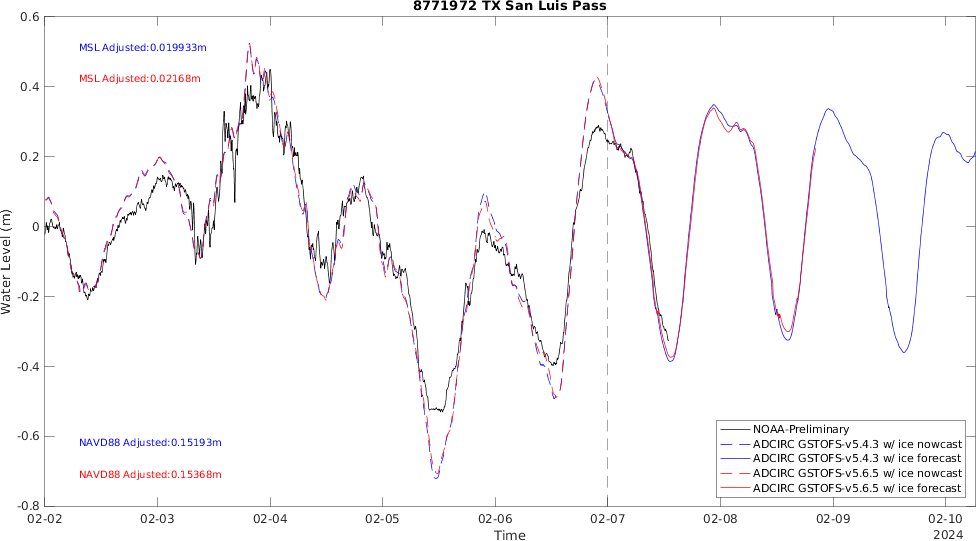 8771972 TX San Luis Pass
0.6
0.4
0.2
0
-0.2
-0.4
-0.6
-0.8
Water Level (m)
MSL Adjusted:0.019933m
MSL Adjusted:0.02168m
NAVD88 Adjusted:0.15193m
NAVD88 Adjusted:0.15368m
NOAA-Preliminary
ADCIRC GSTOFS-v5.4.3 w/ ice nowcast
ADCIRC GSTOFS-v5.4.3 w/ ice forecast
ADCIRC GSTOFS-v5.6.5 w/ ice nowcast
ADCIRC GSTOFS-v5.6.5 w/ ice forecast
02-02 02-03 02-04 02-05 02-06 02-07 02-08 02-09 02-10
2024
Time